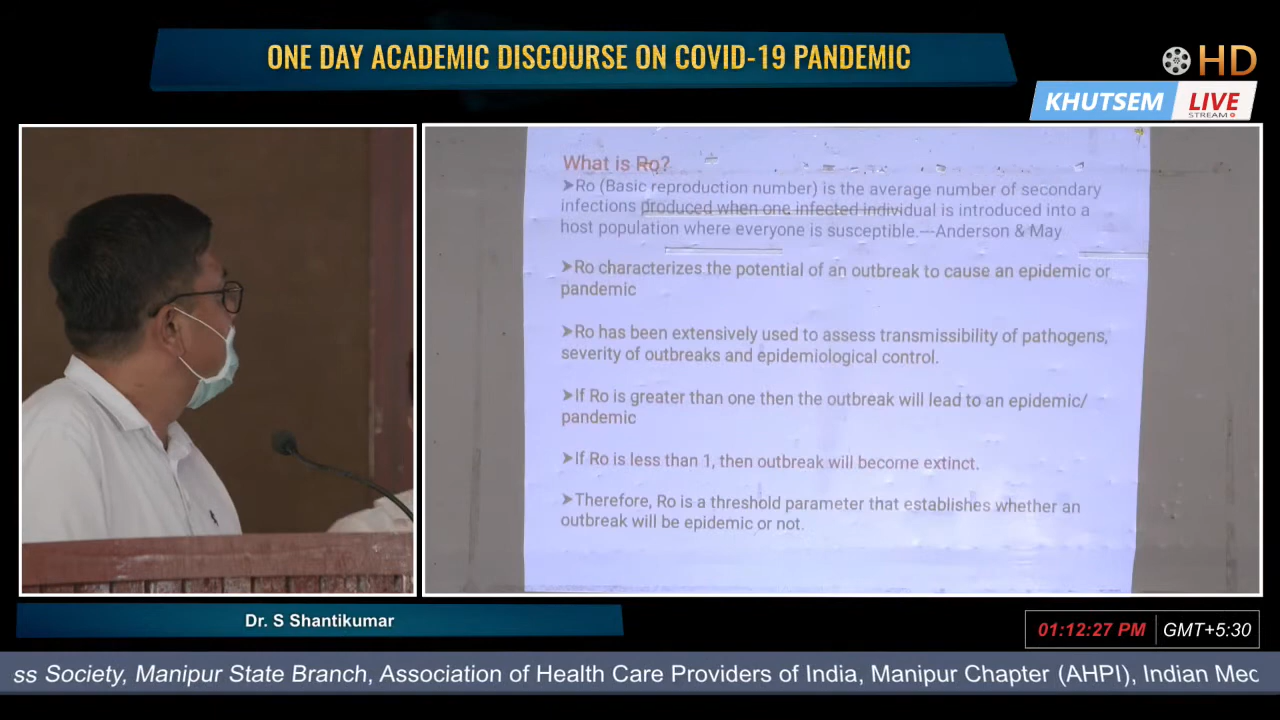 ONE DAY ACADEMIC DISCOURSE ON COVID-19 PANDEMIC
HD
KHUTSEM LIVE
STREAM
What is Ro?
➤Ro (Basic reproduction number) is the average number of secondary
infections produced when one infected individual is introduced into a
host population where everyone is susceptible.—Anderson & May
➤Ro characterizes the potential of an outbreak to cause an epidemic or
pandemic
➤Ro has been extensively used to assess transmissibility of pathogens,
severity of outbreaks and epidemiological control.
➤If Ro is greater than one then the outbreak will lead to an epidemic/
pandemic
➤If Ro is less than 1, then outbreak will become extinct.
➤Therefore, Ro is a threshold parameter that establishes whether an
outbreak will be epidemic or not.
Dr. S Shantikumar
01:12:27 PM GMT+5:30
ss Society, Manipur State Branch, Association of Health Care Providers of India, Manipur Chapter (AHPI), Indian Mec